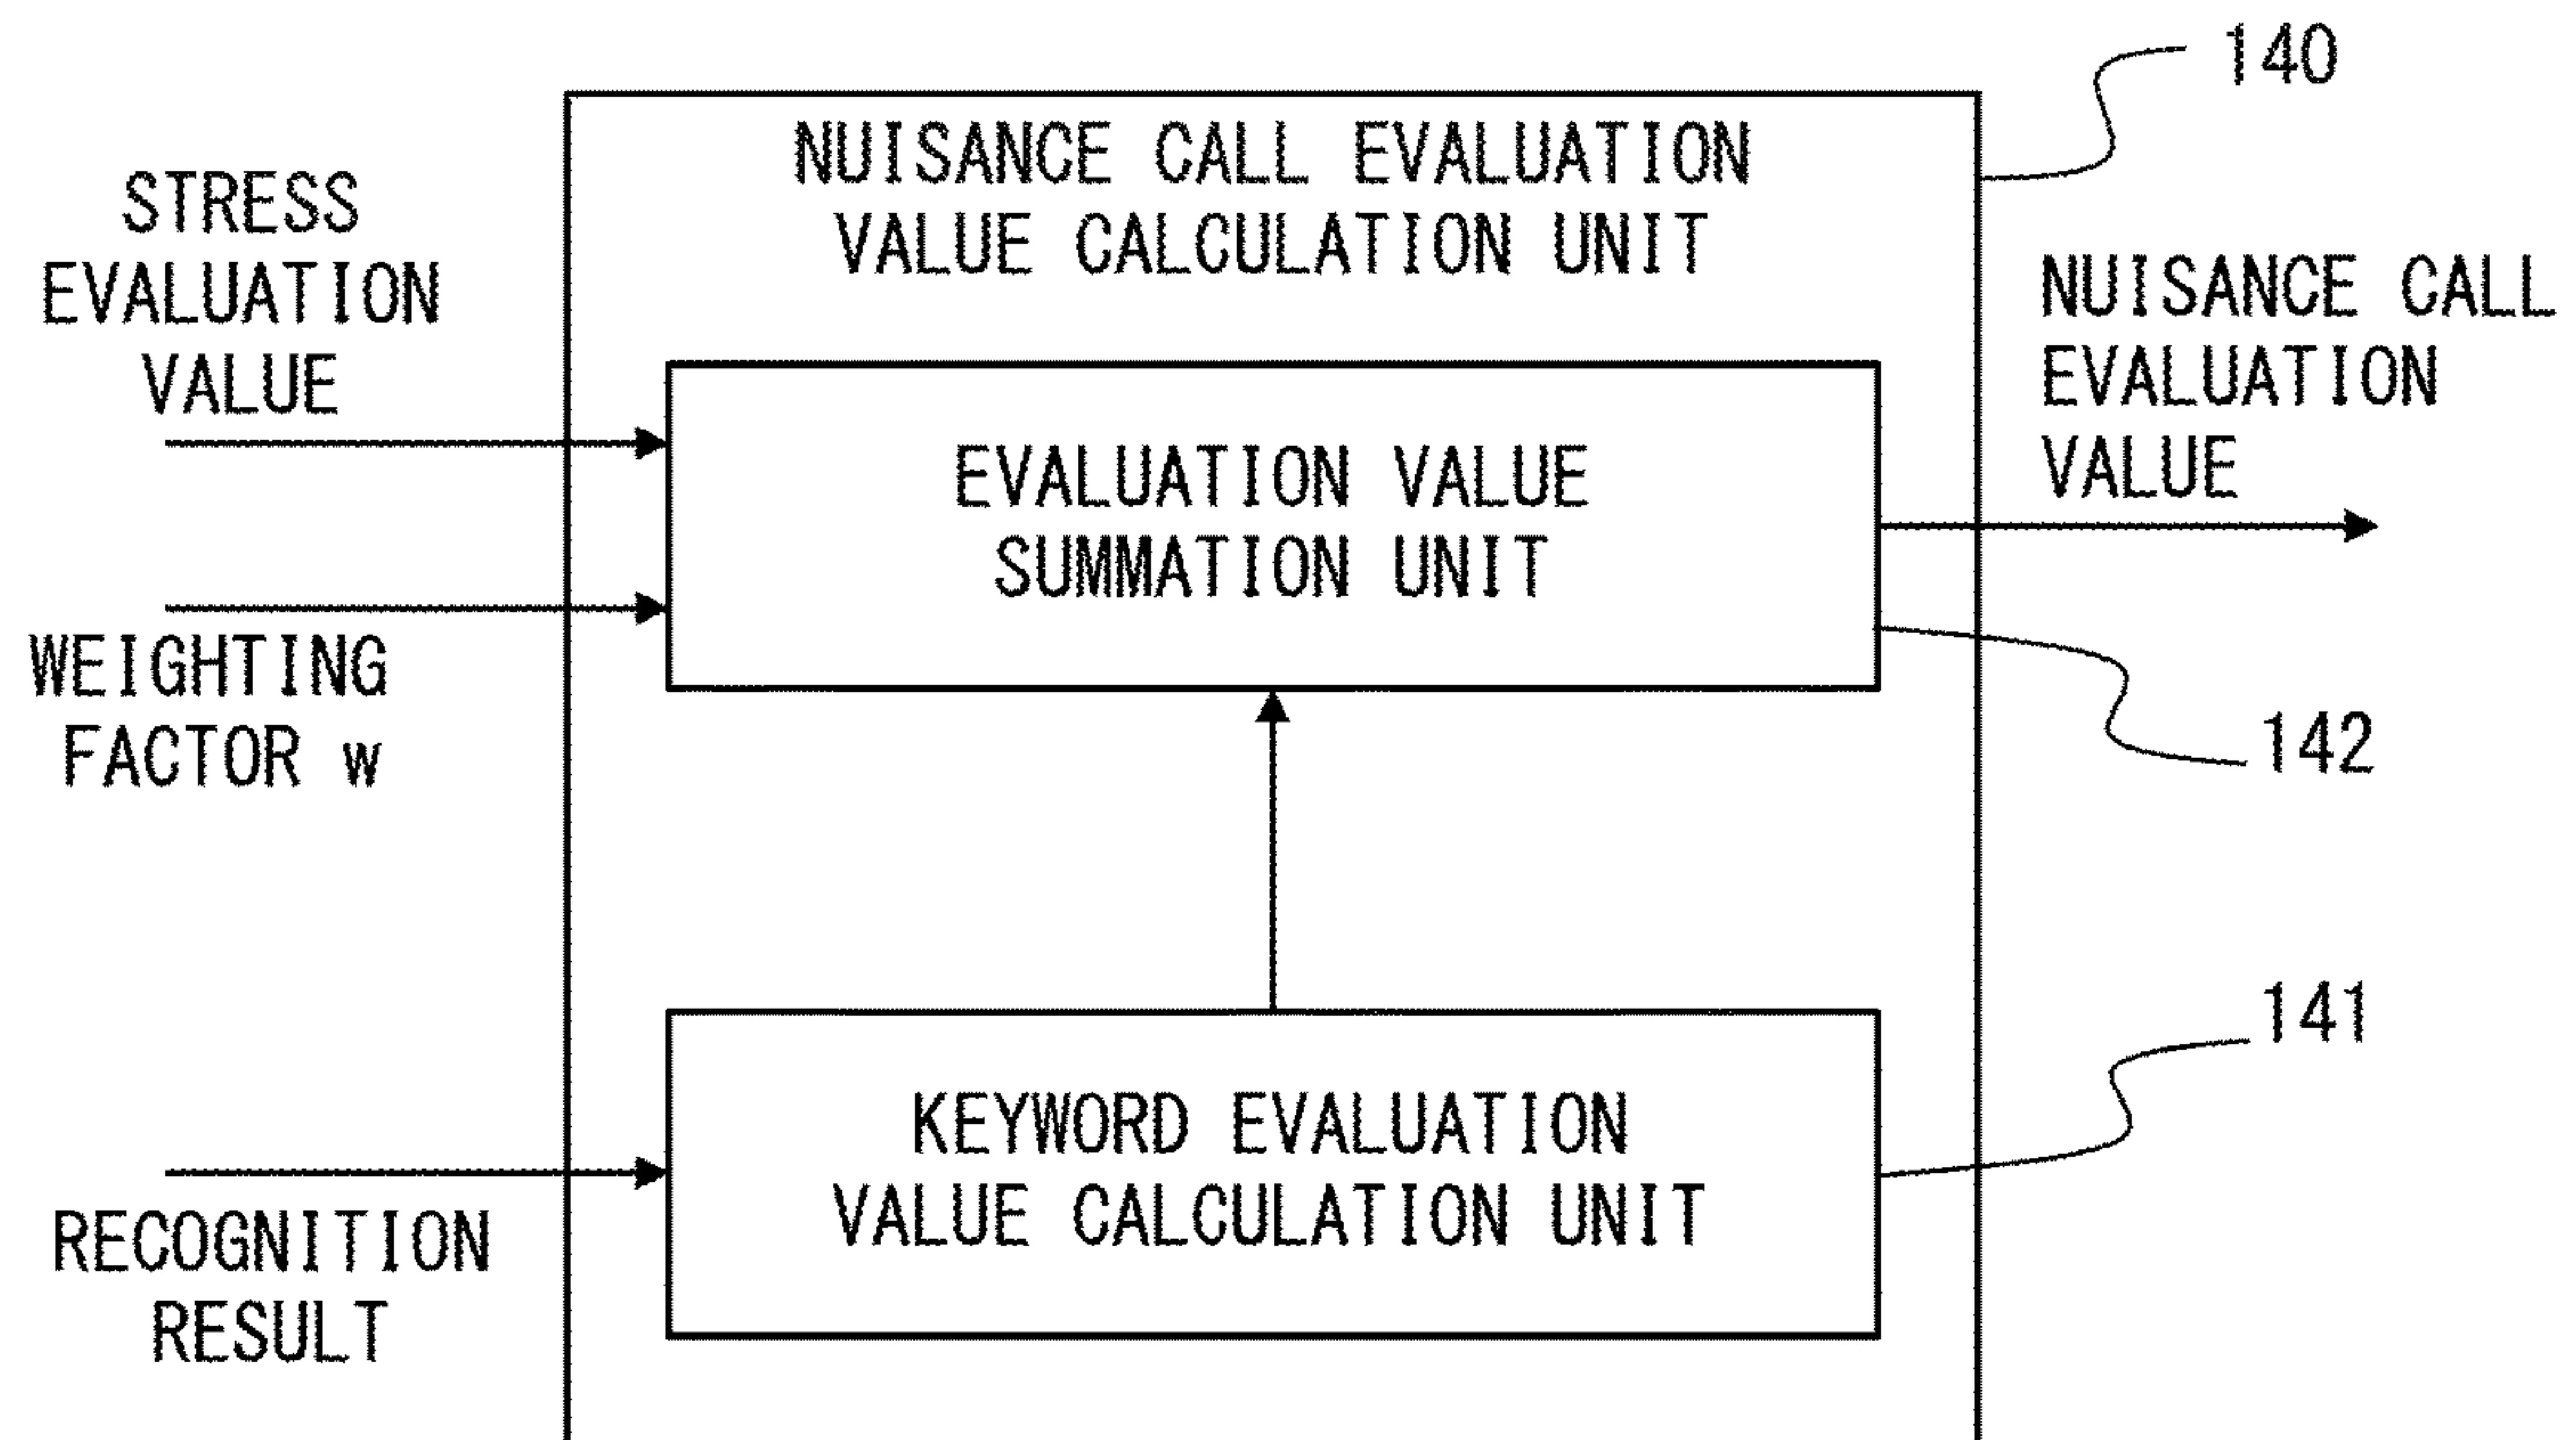 140
NUISANCE CALL EVALUATION
VALUE CALCULATION UNIT
STRESS
EVALUATION
VALUE
NUISANCE CALL
EVALUATION
VALUE
EVALUATION VALUE
SUMMATION UNIT
WEIGHTING
FACTOR w
142
141
KEYWORD EVALUATION
VALUE CALCULATION UNIT
RECOGNITION
RESULT